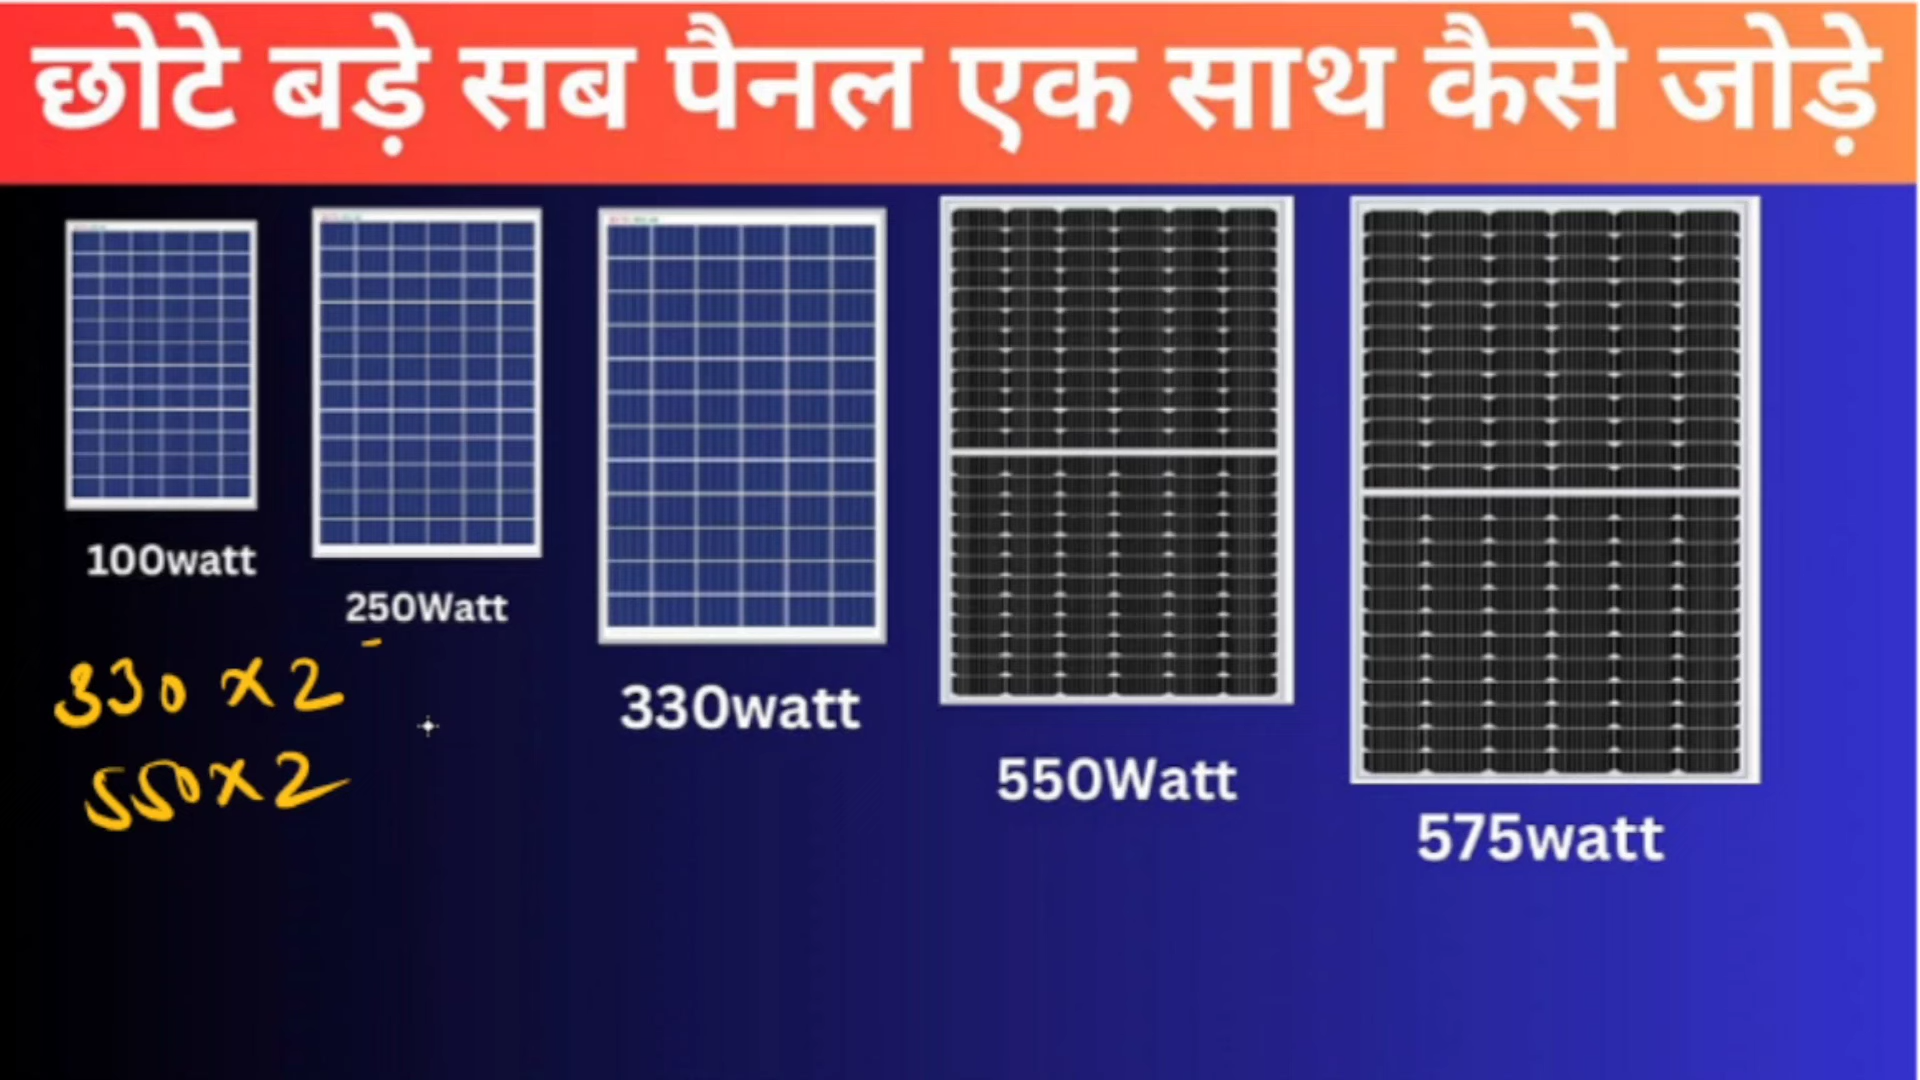 छोटे बड़े सब पैनल एक साथ कैसे जोड़े
100watt
250Watt
330watt
550Watt
575watt
330 x 2
550 x 2